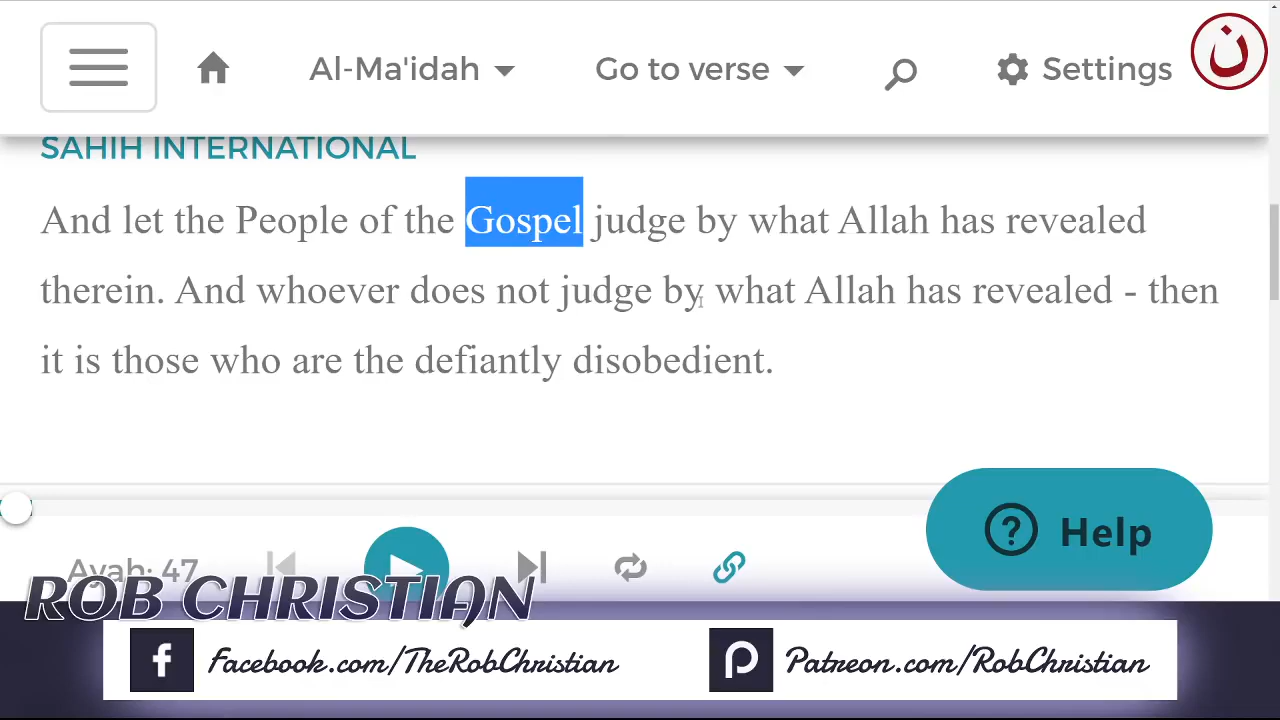 Al-Ma'idah Go to verse Settings ن
SAHIH INTERNATIONAL
And let the People of the Gospel judge by what Allah has revealed
therein. And whoever does not judge by what Allah has revealed - then
it is those who are the defiantly disobedient.
Help
Ayah: 47
ROB CHRISTIAN
Facebook.com/TheRobChristian Patreon.com/RobChristian